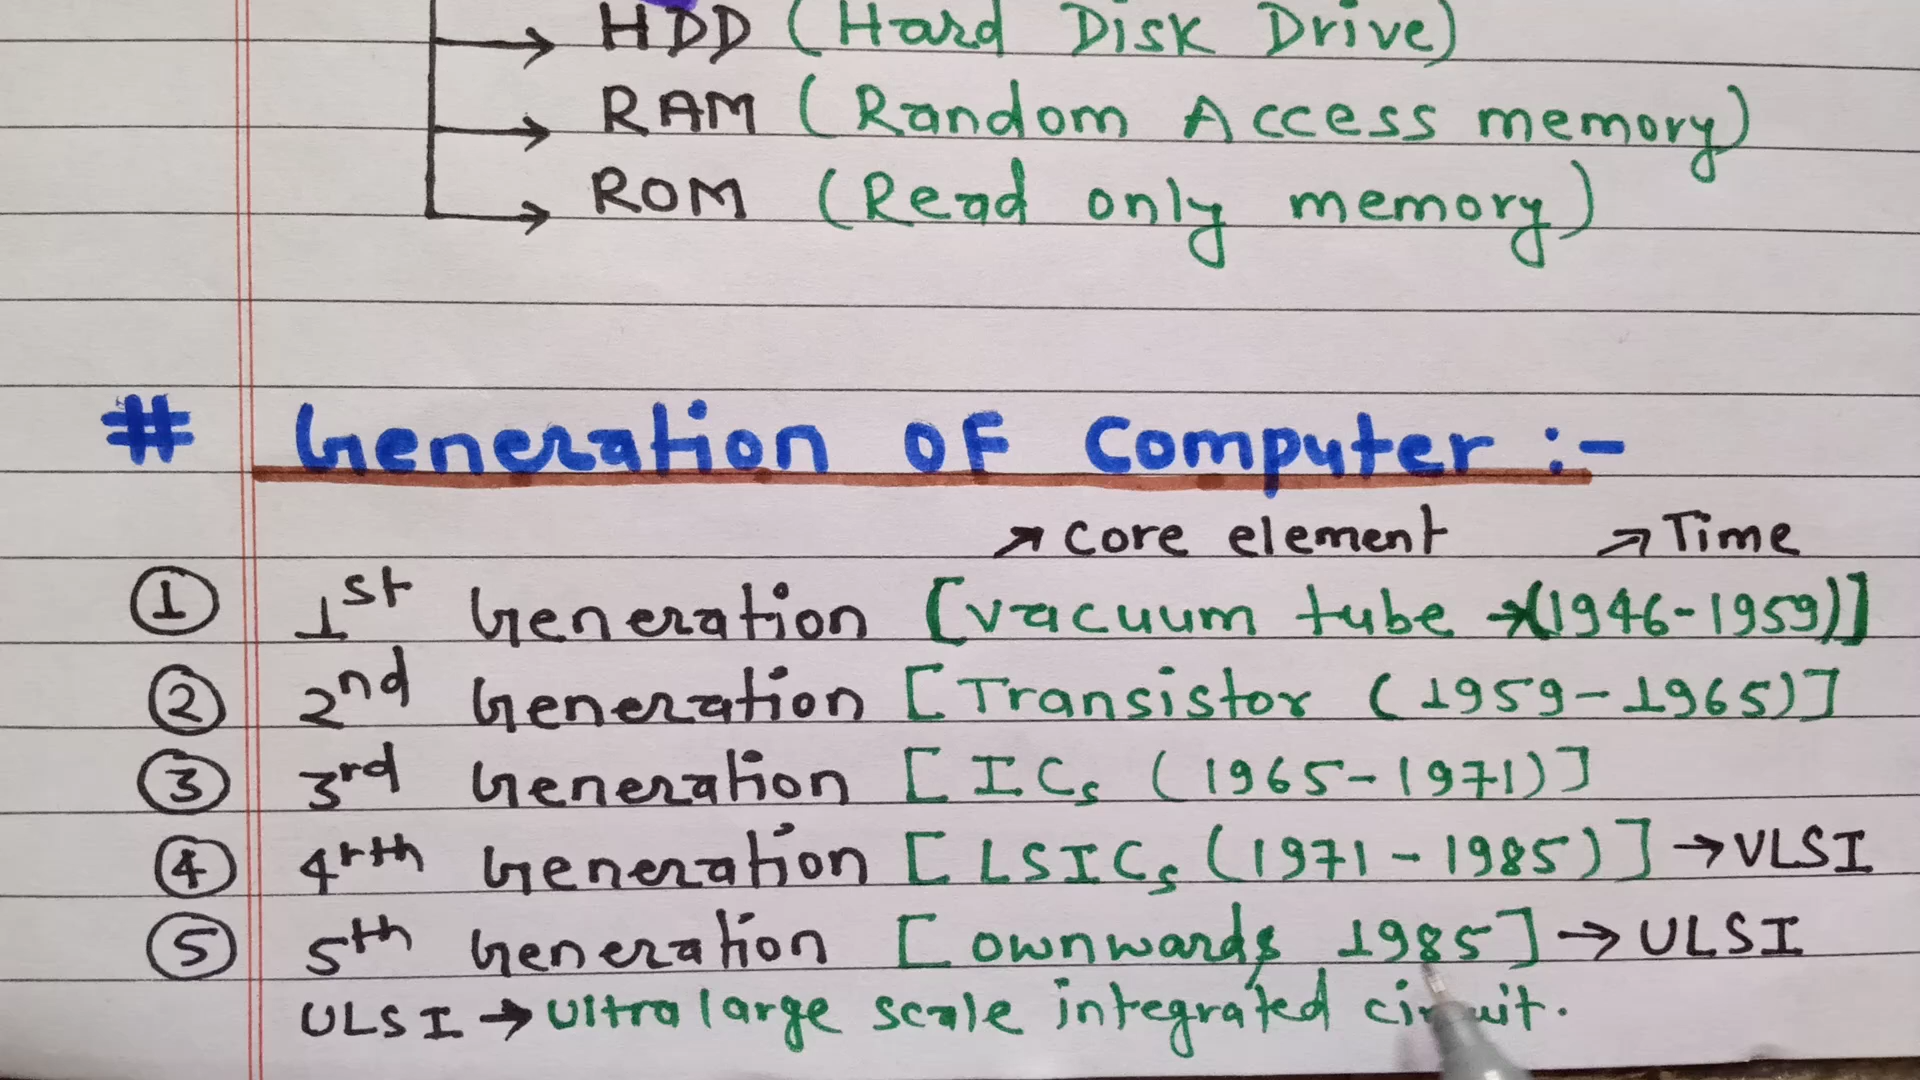 HDD (Hard Disk Drive)
RAM (Random Access memory)
ROM (Read only memory)
# Generation OF Computer :-
↗ core element ↗ Time
① 1st Generation [vacuum tube →(1946-1959)]
② 2nd Generation [Transistor (1959-1965)]
③ 3rd Generation [ICs (1965-1971)]
④ 4rth Generation [LSICs (1971-1985)] → VLSI
⑤ 5th Generation [ownwards 1985] → ULSI
ULSI → Ultra large scale integrated circuit.